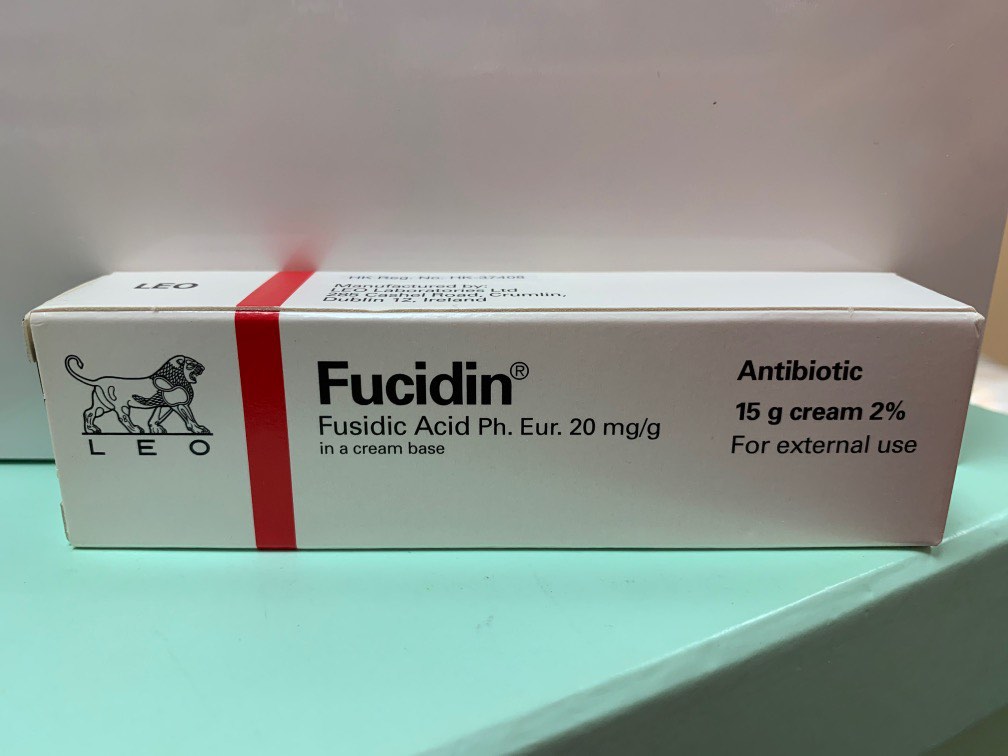 LEO
HK Reg. No. HK-37408
Manufactured by:
LEO Laboratories Ltd
285 Cashel Road, Crumlin,
Dublin 12, Ireland
LEO
Fucidin®
Fusidic Acid Ph. Eur. 20 mg/g
in a cream base
Antibiotic
15 g cream 2%
For external use